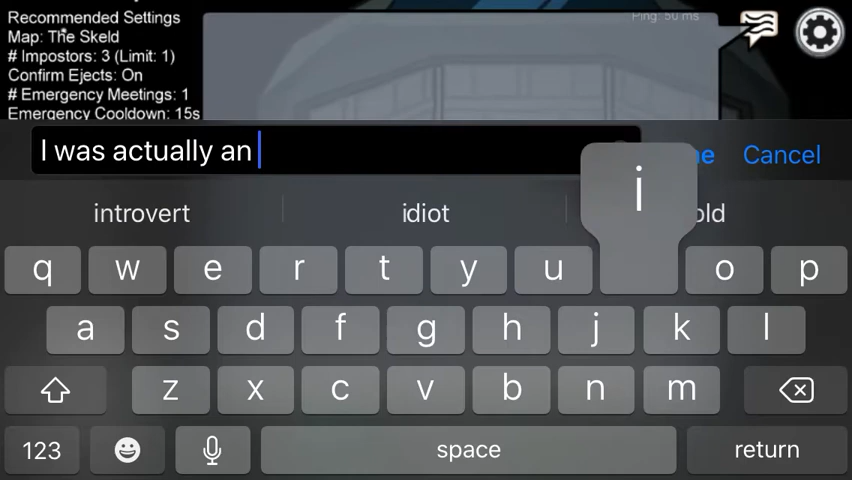 Recommended Settings
Map: The Skeld
# Impostors: 3 (Limit: 1)
Confirm Ejects: On
# Emergency Meetings: 1
Emergency Cooldown: 15s
Ping: 50 ms
I was actually an
Cancel
introvert idiot old
i
q w e r t y u o p
a s d f g h j k l
z x c v b n m
123 space return